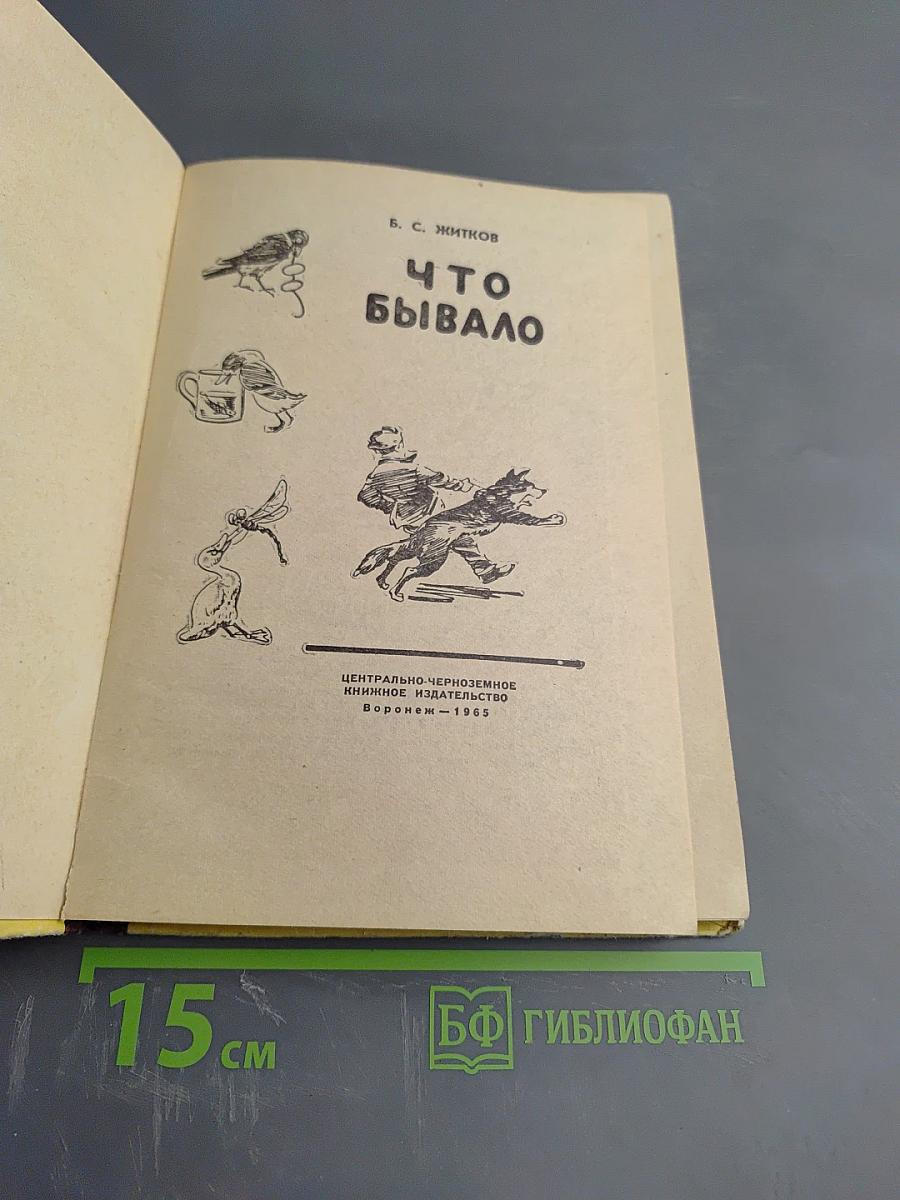 Б. С. ЖИТКОВ
ЧТО
БЫВАЛО
ЦЕНТРАЛЬНО-ЧЕРНОЗЕМНОЕ
КНИЖНОЕ ИЗДАТЕЛЬСТВО
Воронеж — 1965
15 см
БФ ГИБЛИОФАН